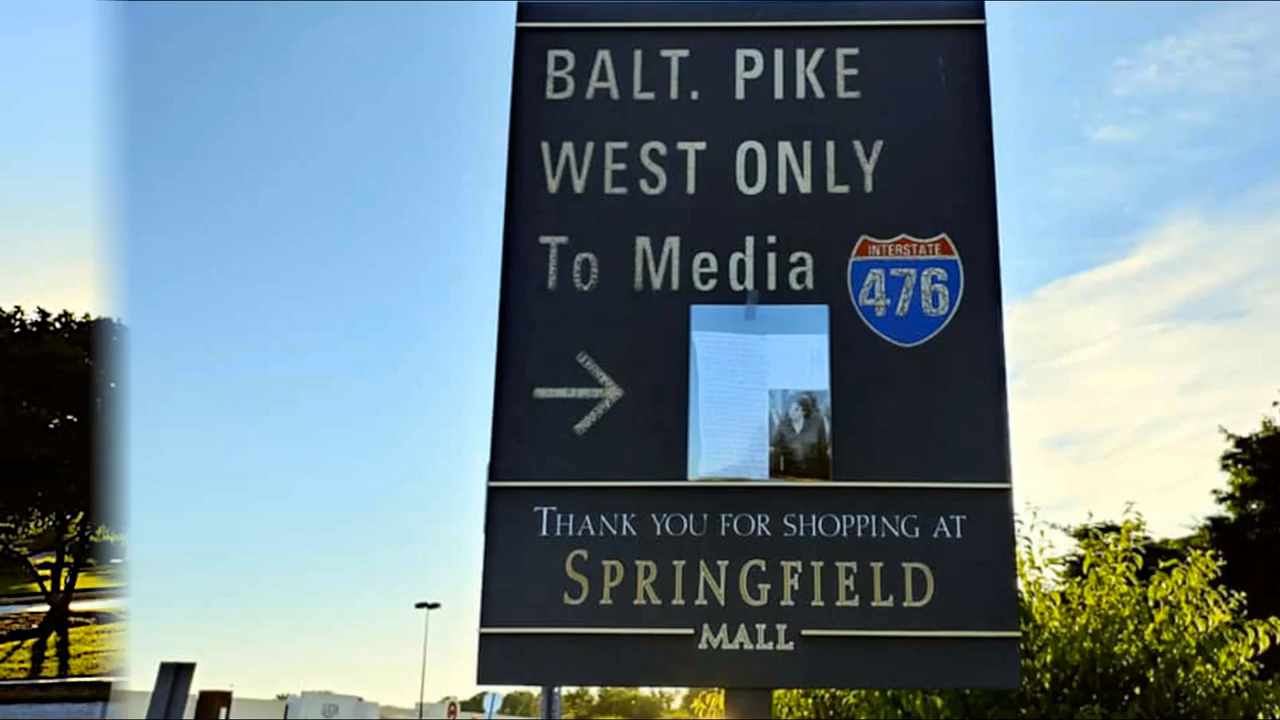 BALT. PIKE
WEST ONLY
To Media
INTERSTATE
476
THANK YOU FOR SHOPPING AT
SPRINGFIELD
MALL